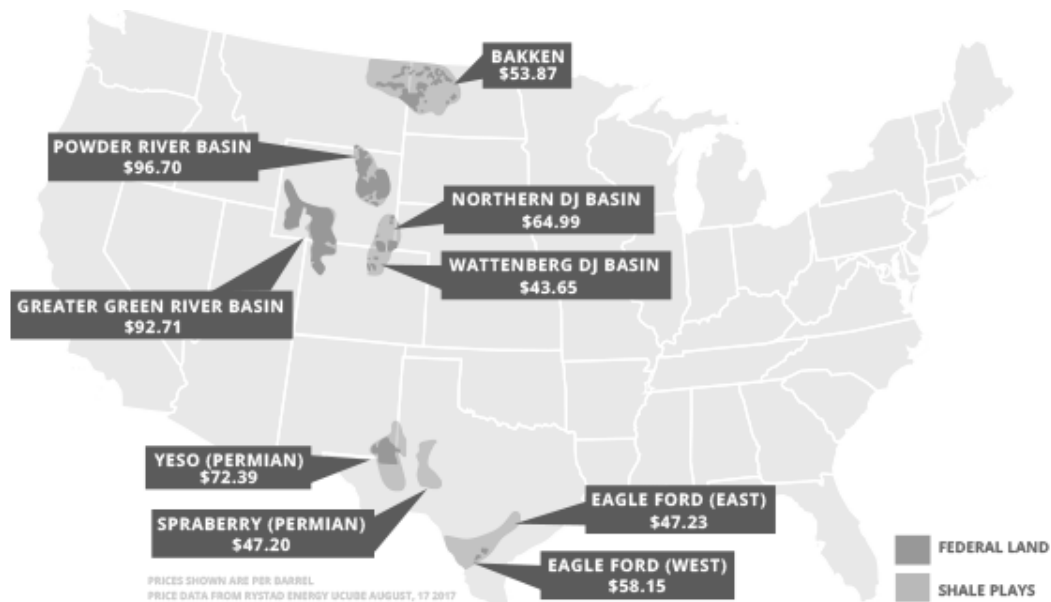 BAKKEN
$53.87
POWDER RIVER BASIN
$96.70
NORTHERN DJ BASIN
$64.99
WATTENBERG DJ BASIN
$43.65
GREATER GREEN RIVER BASIN
$92.71
YESO (PERMIAN)
$72.39
SPRABERRY (PERMIAN)
$47.20
EAGLE FORD (EAST)
$47.23
EAGLE FORD (WEST)
$58.15
FEDERAL LAND
SHALE PLAYS
PRICES SHOWN ARE PER BARREL
PRICE DATA FROM RYSTAD ENERGY UCUBE AUGUST, 17 2017